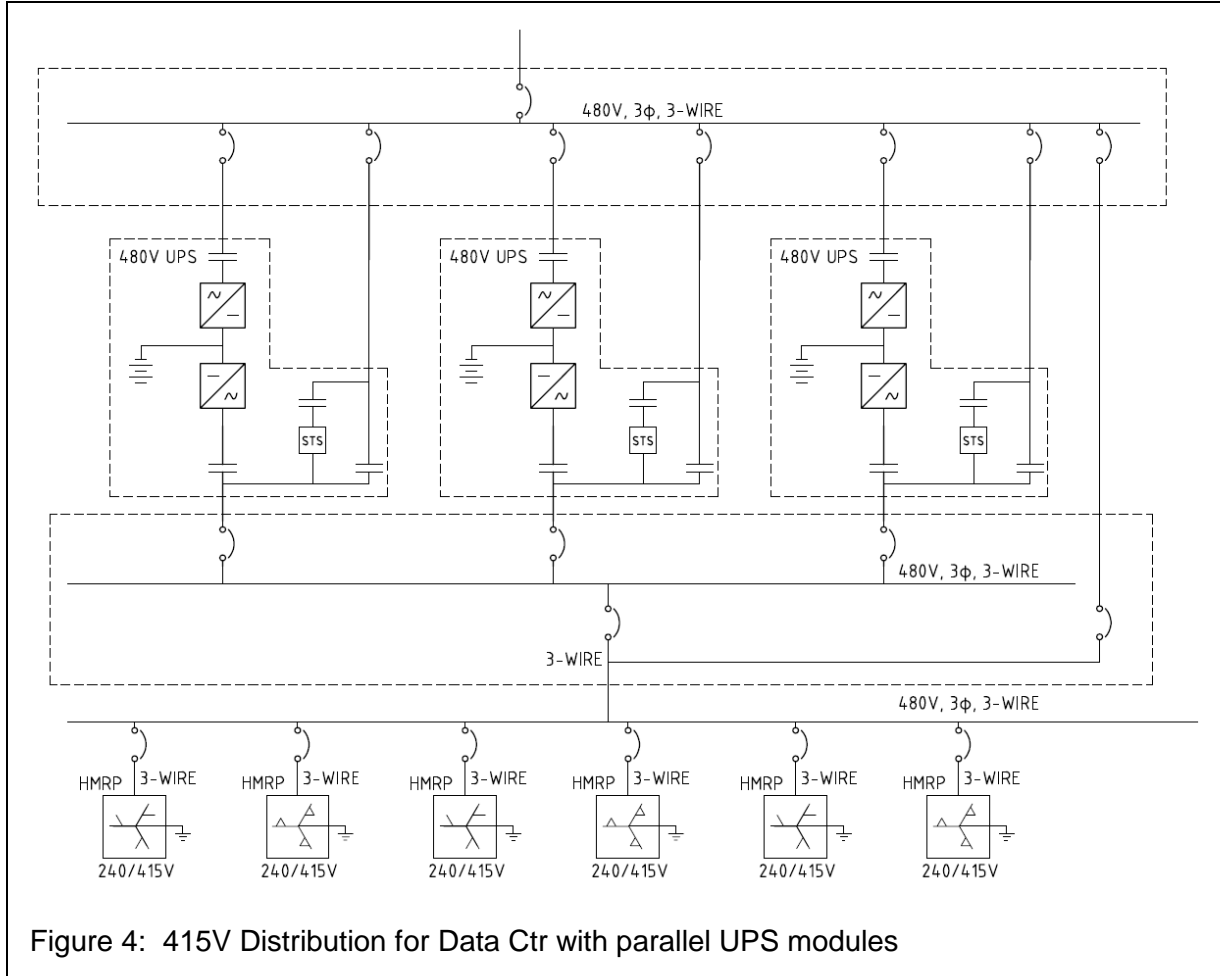 480V, 3ϕ, 3-WIRE
480V UPS
480V UPS
480V UPS
STS
STS
STS
480V, 3ϕ, 3-WIRE
3-WIRE
480V, 3ϕ, 3-WIRE
HMRP 3-WIRE
HMRP 3-WIRE
HMRP 3-WIRE
HMRP 3-WIRE
HMRP 3-WIRE
HMRP 3-WIRE
240/415V
240/415V
240/415V
240/415V
240/415V
240/415V
Figure 4: 415V Distribution for Data Ctr with parallel UPS modules